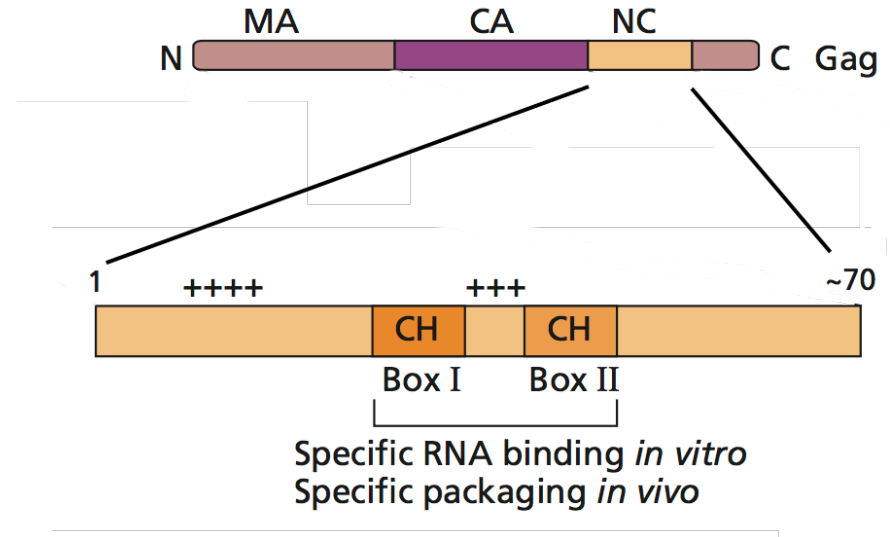 MA CA NC
N C Gag
1 ++++ +++ ~70
CH CH
Box I Box II
Specific RNA binding in vitro
Specific packaging in vivo